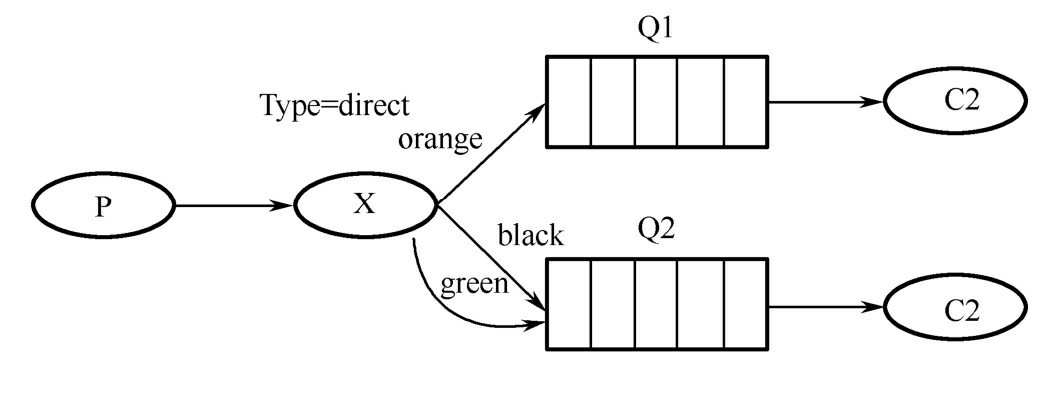 Q1
Type=direct
orange
C2
P
X
black
green
Q2
C2